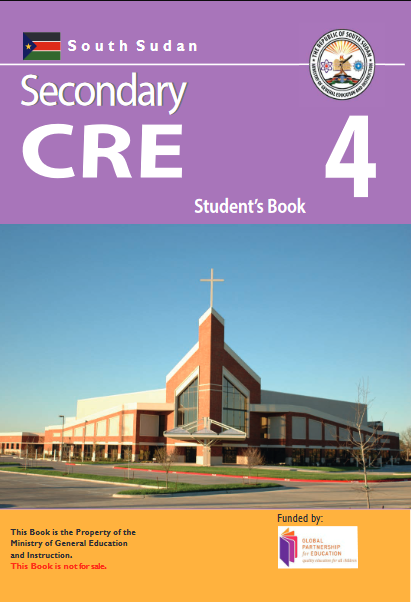 South Sudan
THE REPUBLIC OF SOUTH SUDAN
MINISTRY OF GENERAL EDUCATION AND INSTRUCTION
Secondary
CRE 4
Student's Book
This Book is the Property of the
Ministry of General Education
and Instruction.
This Book is not for sale.
Funded by:
GLOBAL
PARTNERSHIP
for EDUCATION
quality education for all children